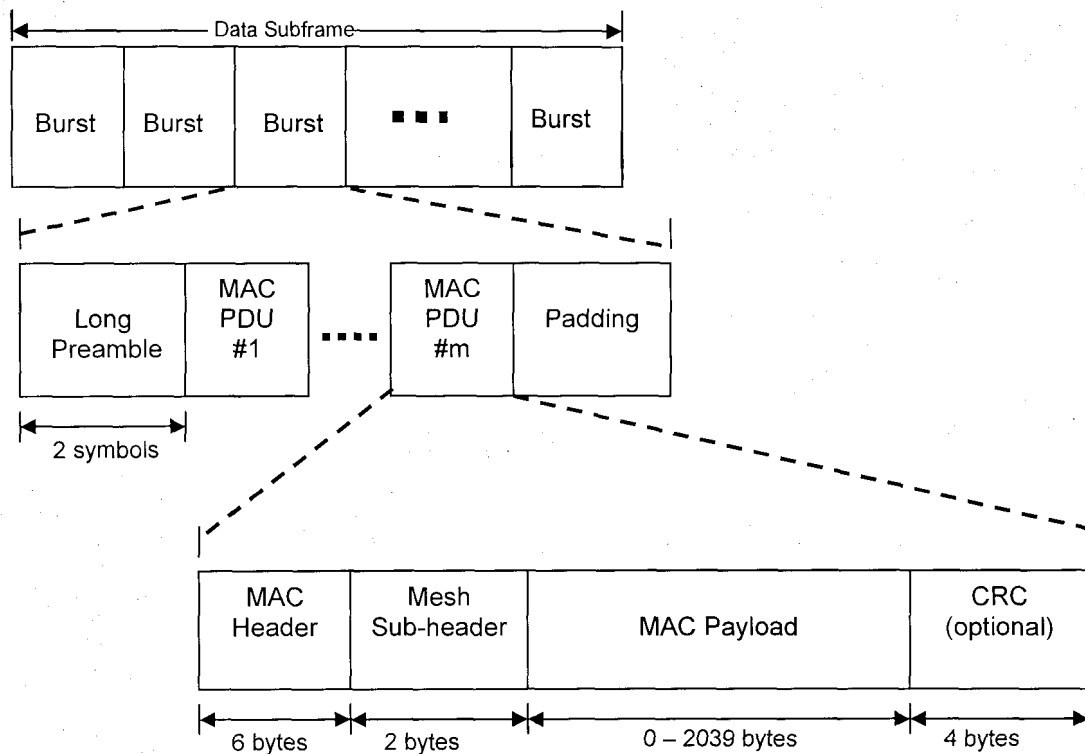 Data Subframe
Burst Burst Burst Burst
Long
Preamble
MAC
PDU
#1
MAC
PDU
#m
Padding
2 symbols
MAC
Header
Mesh
Sub-header
MAC Payload
CRC
(optional)
6 bytes 2 bytes 0 – 2039 bytes 4 bytes